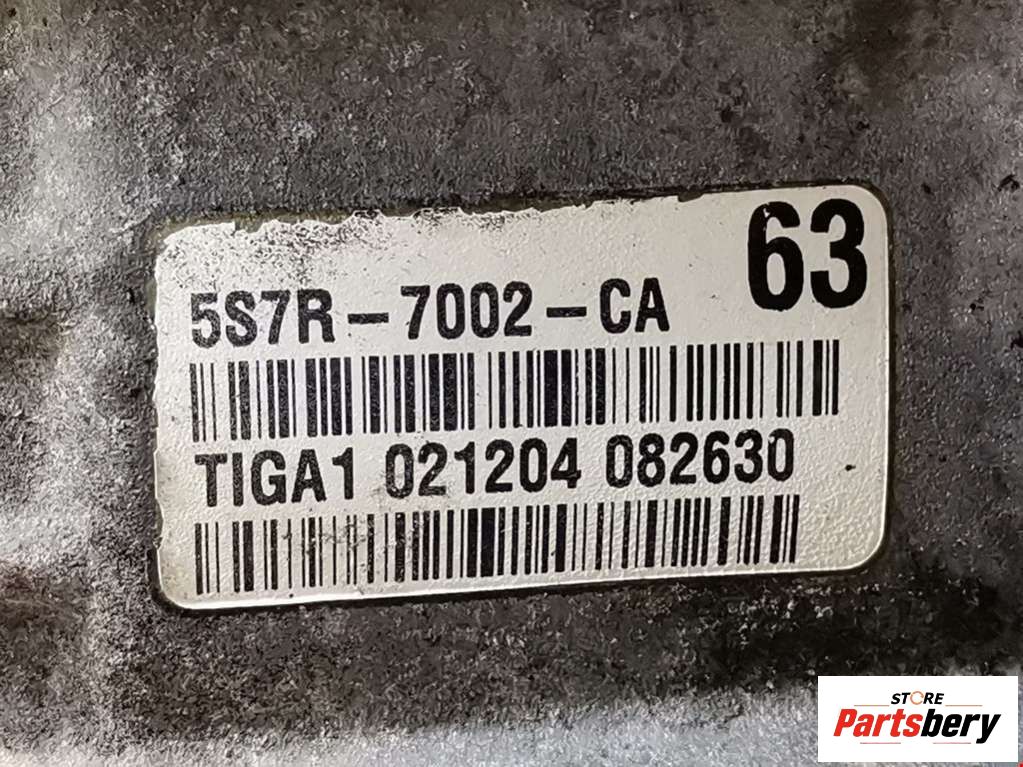 63
5S7R-7002-CA
TIGA1 021204 082630
STORE
Partsbery